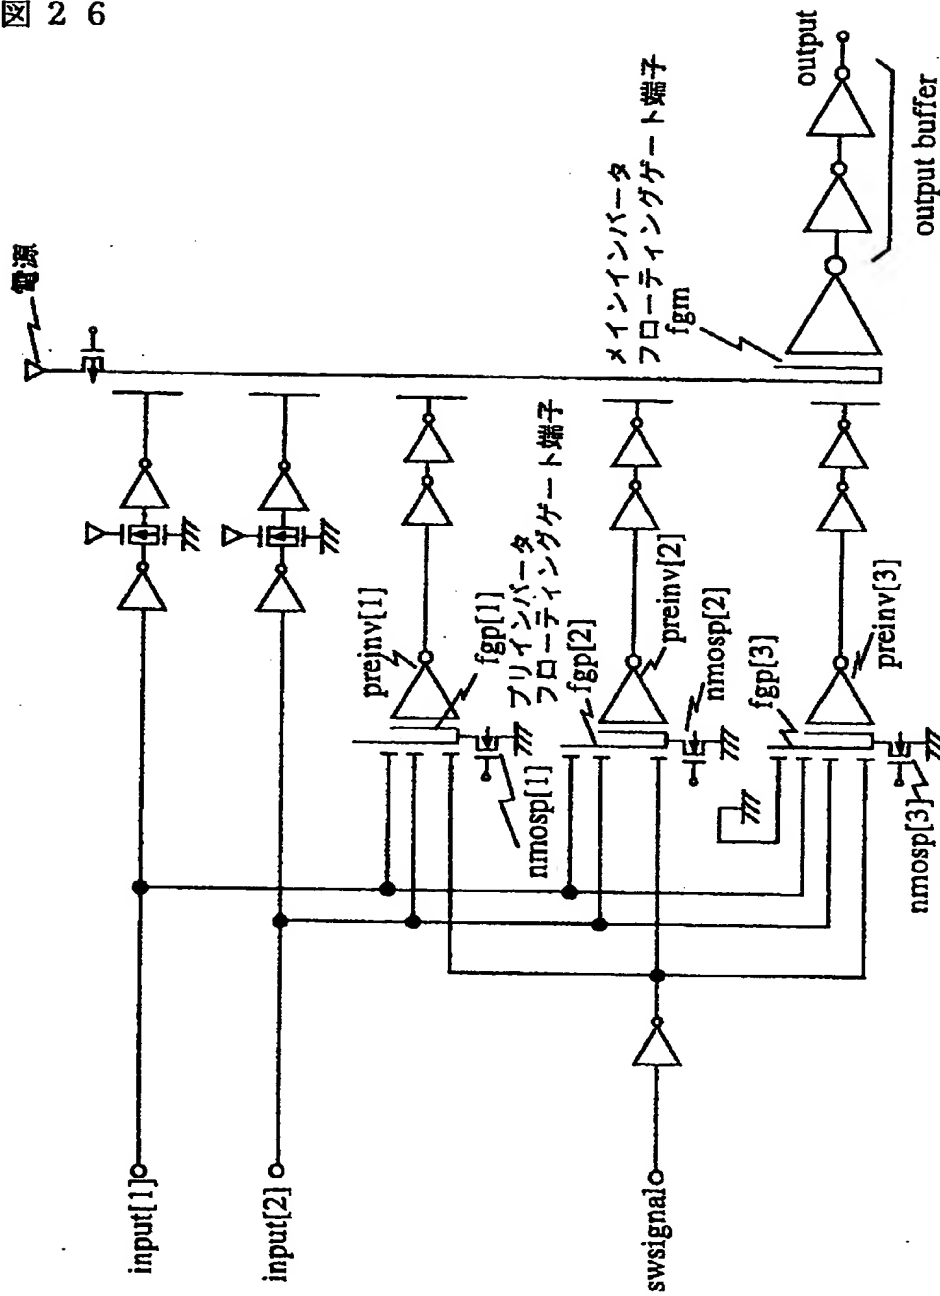 図２６
電源
input[1]
input[2]
swsignal
preinv[1]
fgp[1]
プリインバータ
フローティングゲート端子
nmosp[1]
fgp[2]
preinv[2]
nmosp[2]
fgp[3]
preinv[3]
nmosp[3]
メインインバータ
フローティングゲート端子
fgm
output
output buffer